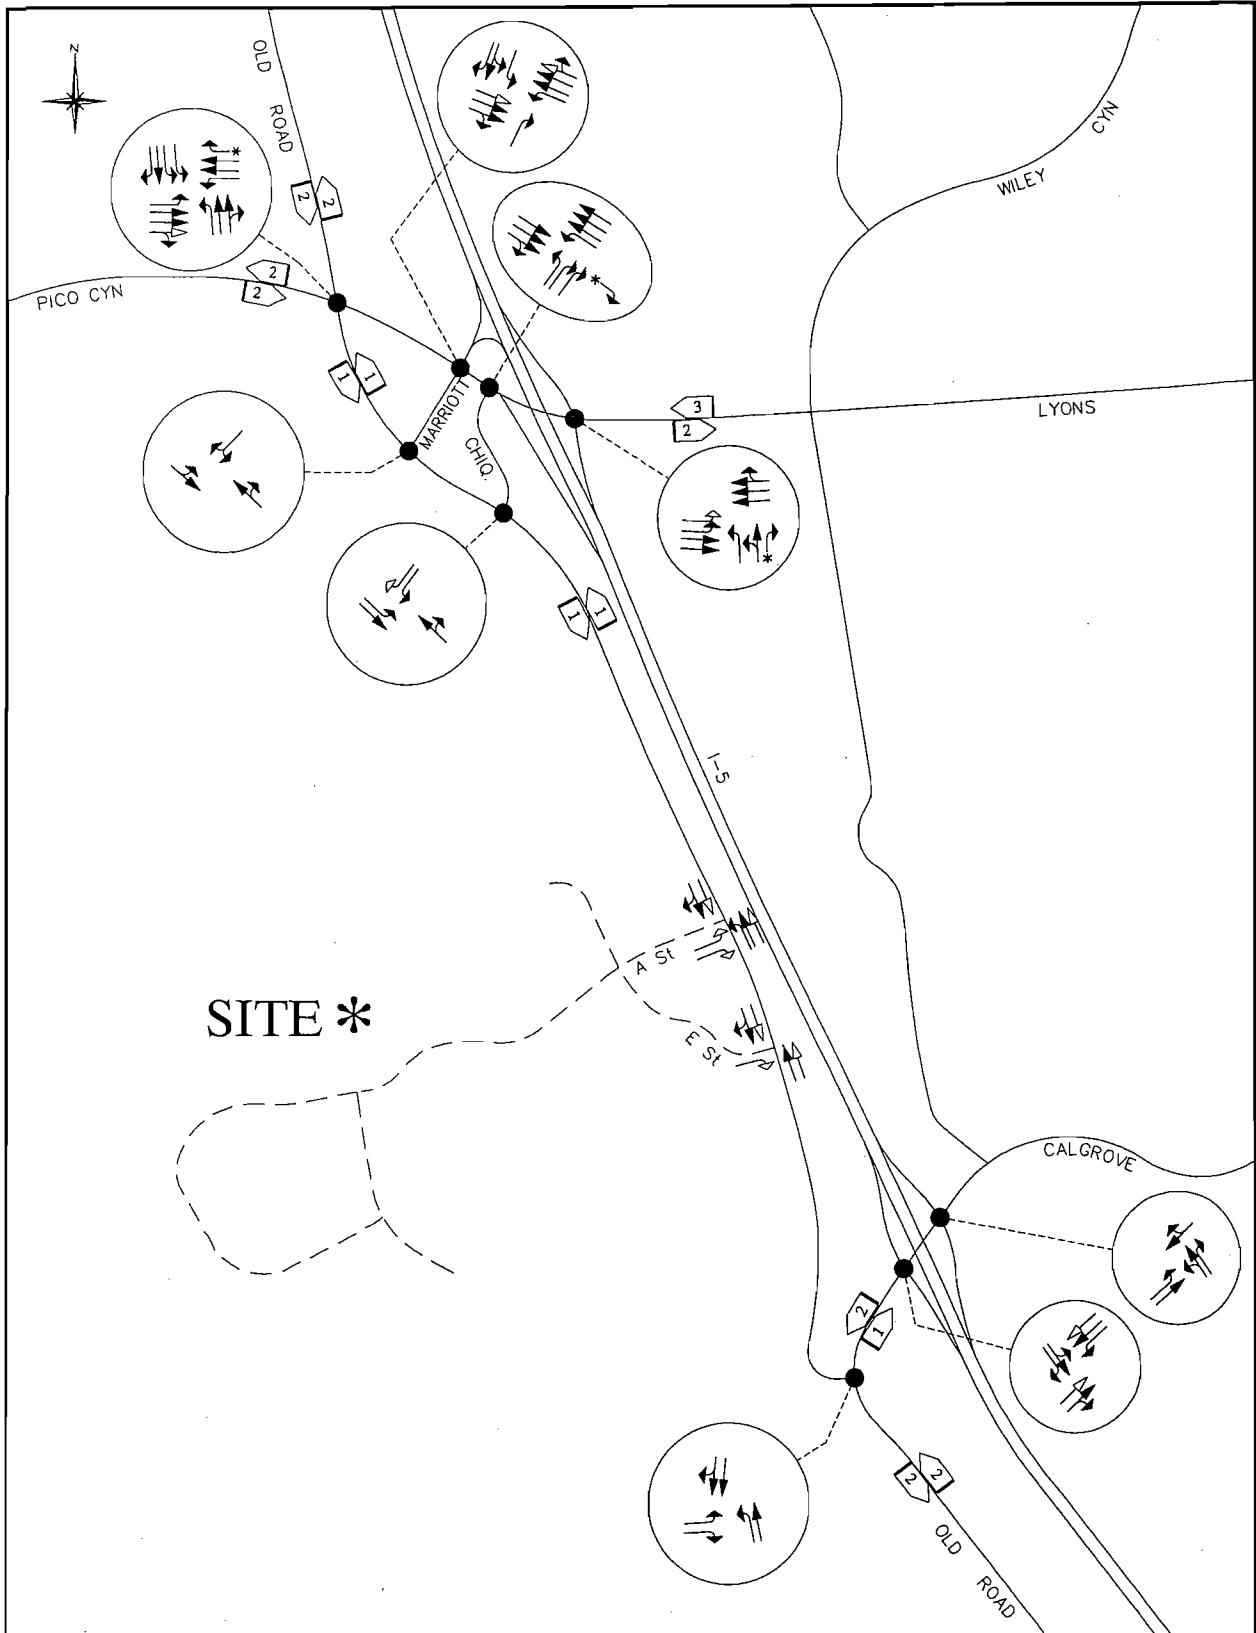 N
OLD
ROAD
CYN
WILEY
*
2
2
2
2
PICO CYN
*
1
1
MARRIOTT
3
2
LYONS
CHIQ.
*
1
1
I-5
A St
SITE *
E St
CALGROVE
2
1
2
2
OLD
ROAD